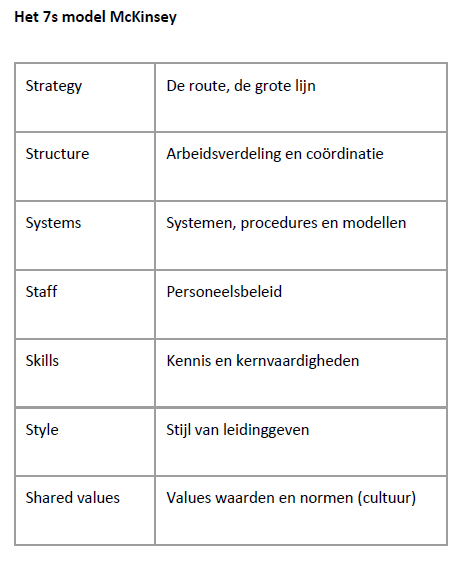 Het 7s model McKinsey
Strategy De route, de grote lijn
Structure Arbeidsverdeling en coördinatie
Systems Systemen, procedures en modellen
Staff Personeelsbeleid
Skills Kennis en kernvaardigheden
Style Stijl van leidinggeven
Shared values Values waarden en normen (cultuur)